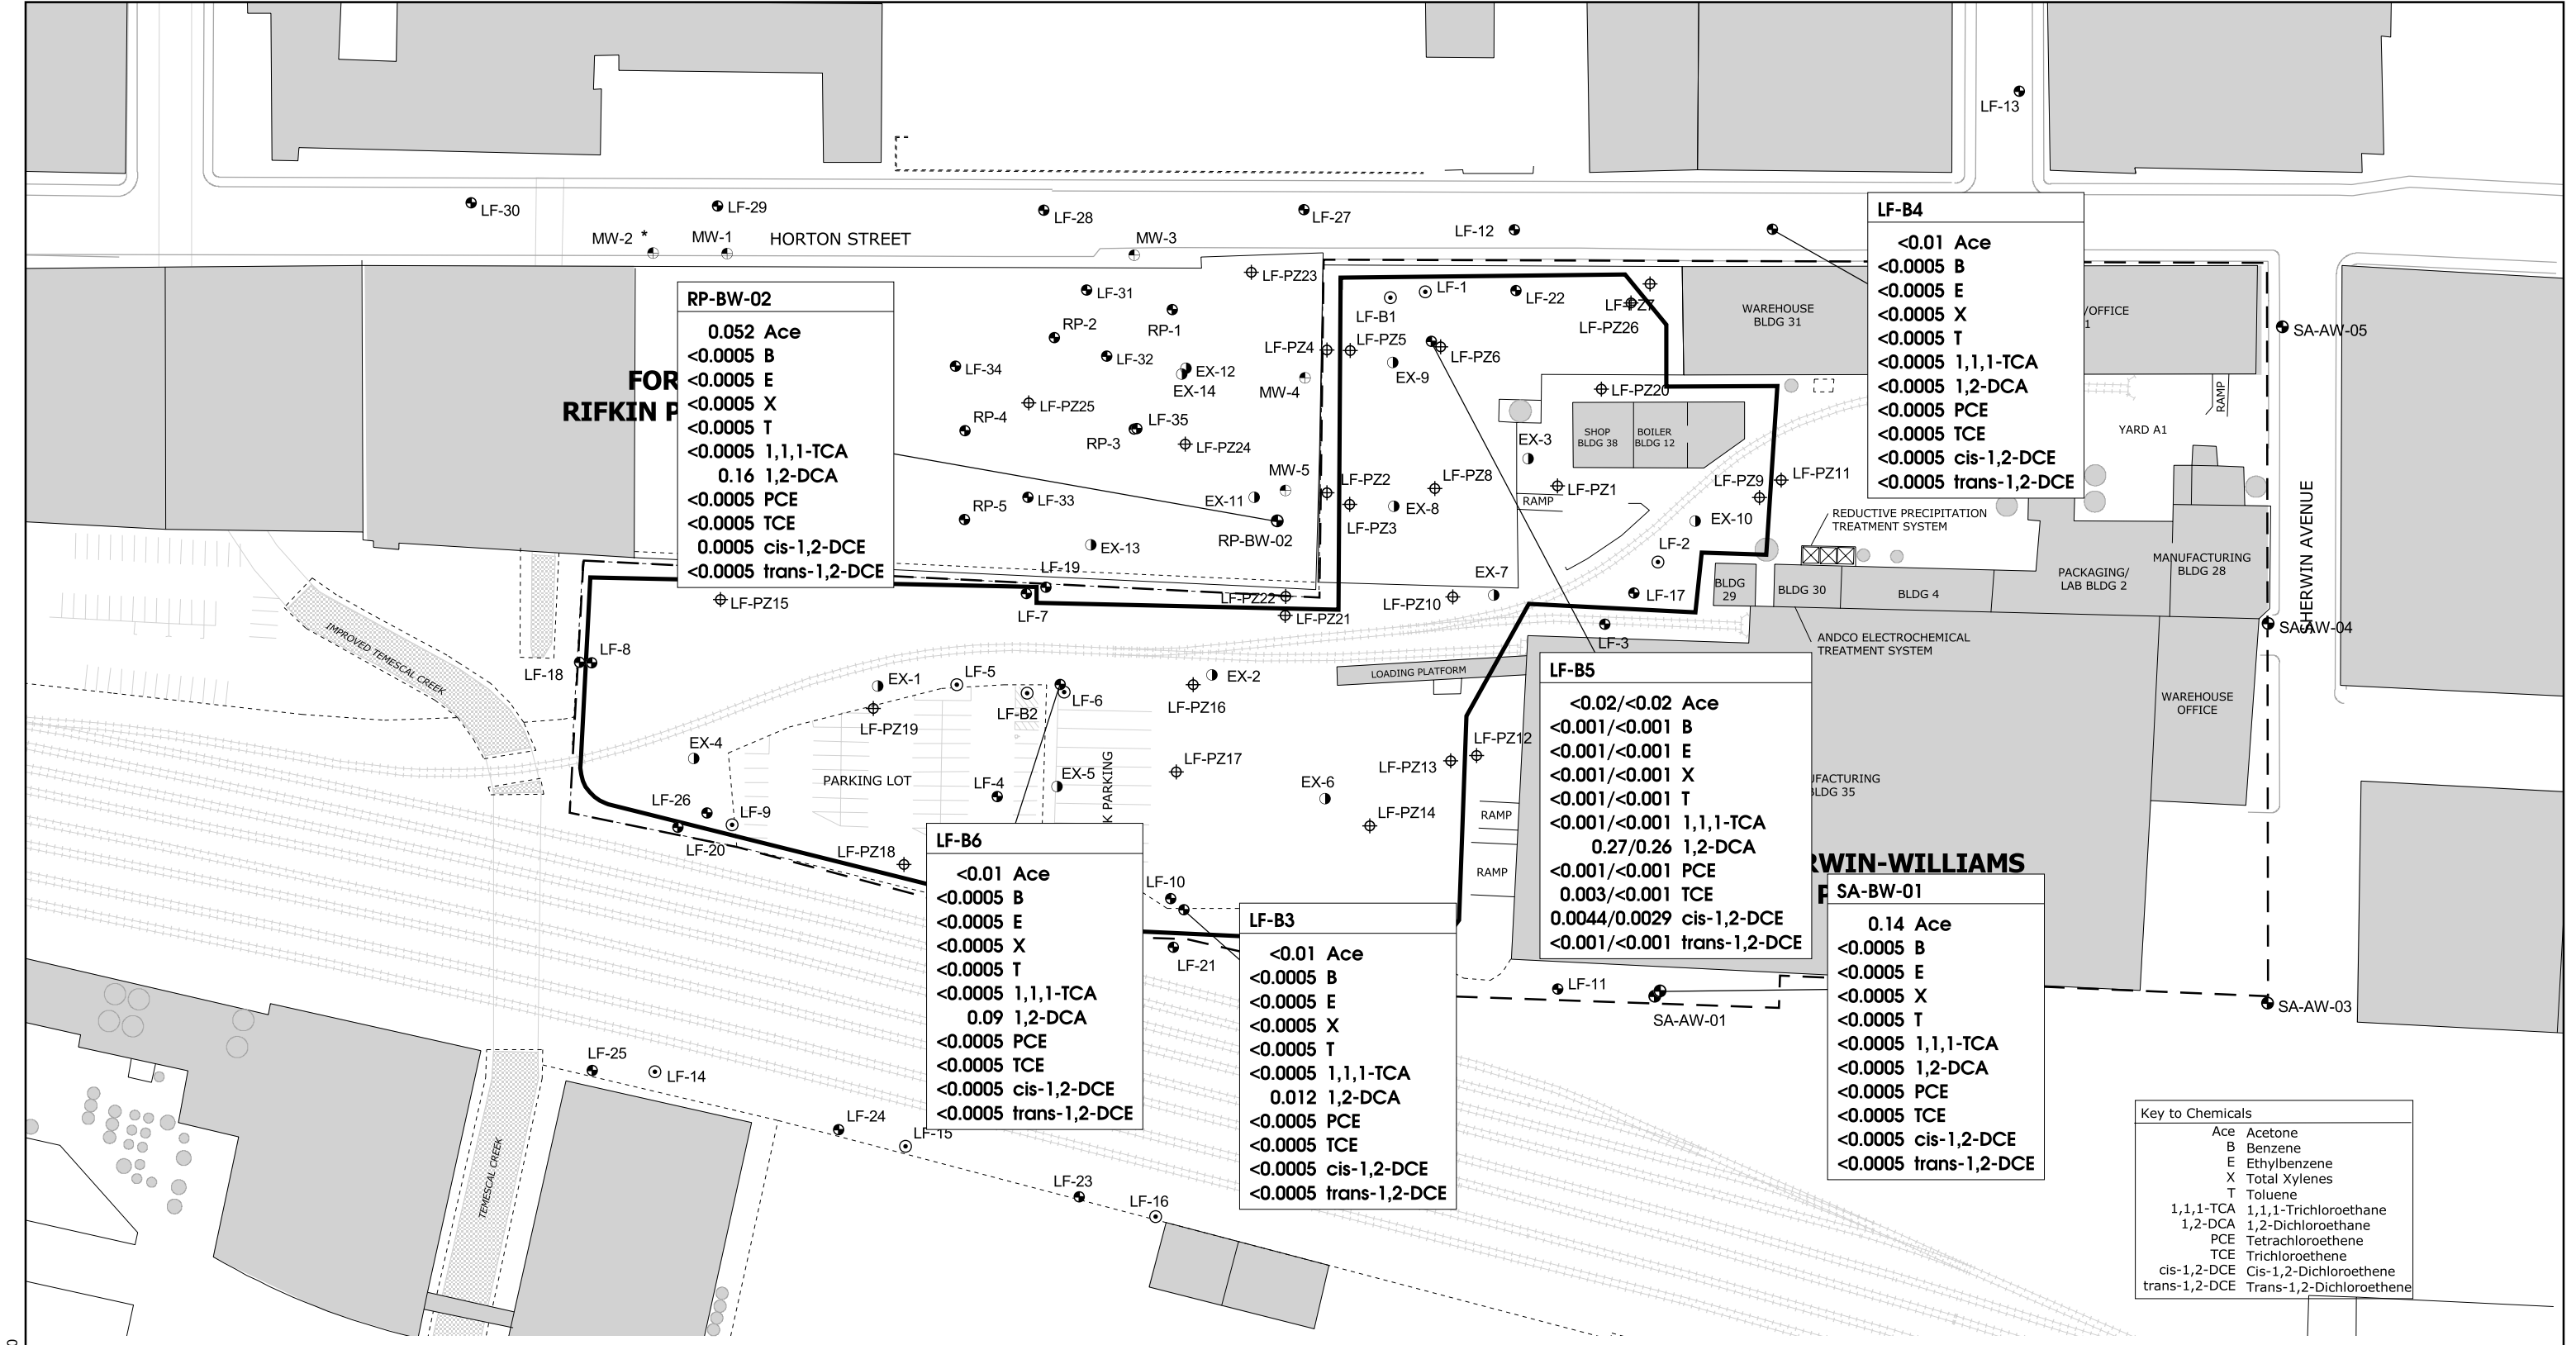 LF-13
LF-30
LF-29
LF-28
LF-27
LF-12
MW-2 *
MW-1
HORTON STREET
MW-3
LF-B4
<0.01 Ace
<0.0005 B
<0.0005 E
<0.0005 X
<0.0005 T
<0.0005 1,1,1-TCA
<0.0005 1,2-DCA
<0.0005 PCE
<0.0005 TCE
<0.0005 cis-1,2-DCE
<0.0005 trans-1,2-DCE
RP-BW-02
0.052 Ace
<0.0005 B
<0.0005 E
<0.0005 X
<0.0005 T
<0.0005 1,1,1-TCA
0.16 1,2-DCA
<0.0005 PCE
<0.0005 TCE
0.0005 cis-1,2-DCE
<0.0005 trans-1,2-DCE
FOR
RIFKIN P
LF-PZ23
LF-31
RP-2
RP-1
LF-32
LF-34
EX-12
EX-14
LF-PZ25
LF-35
RP-4
RP-3
LF-PZ24
MW-4
MW-5
EX-11
LF-33
RP-5
EX-13
RP-BW-02
LF-B1
LF-1
LF-22
LF-PZ7
LF-PZ26
LF-PZ4
LF-PZ5
LF-PZ6
EX-9
LF-PZ20
WAREHOUSE
BLDG 31
/OFFICE
1
SA-AW-05
RAMP
YARD A1
SHOP
BLDG 38
BOILER
BLDG 12
EX-3
LF-PZ2
LF-PZ3
LF-PZ8
EX-8
LF-PZ1
RAMP
LF-PZ9
LF-PZ11
EX-10
REDUCTIVE PRECIPITATION
TREATMENT SYSTEM
SHERWIN AVENUE
LF-2
EX-7
LF-17
LF-PZ10
LF-3
BLDG
29
BLDG 30
BLDG 4
PACKAGING/
LAB BLDG 2
MANUFACTURING
BLDG 28
ANDCO ELECTROCHEMICAL
TREATMENT SYSTEM
SA-AW-04
WAREHOUSE
OFFICE
LF-19
LF-7
LF-PZ22
LF-PZ21
LF-PZ15
LF-8
LF-18
IMPROVED TEMESCAL CREEK
EX-1
LF-5
LF-B2
LF-6
EX-2
LF-PZ16
LF-PZ19
LOADING PLATFORM
EX-4
PARKING LOT
LF-4
EX-5
K PARKING
LF-PZ17
EX-6
LF-PZ13
LF-PZ12
LF-PZ14
RAMP
RAMP
LF-26
LF-9
LF-20
LF-PZ18
LF-10
LF-21
LF-B5
<0.02/<0.02 Ace
<0.001/<0.001 B
<0.001/<0.001 E
<0.001/<0.001 X
<0.001/<0.001 T
<0.001/<0.001 1,1,1-TCA
0.27/0.26 1,2-DCA
<0.001/<0.001 PCE
0.003/<0.001 TCE
0.0044/0.0029 cis-1,2-DCE
<0.001/<0.001 trans-1,2-DCE
UFACTURING
BLDG 35
RWIN-WILLIAMS
P
LF-B6
<0.01 Ace
<0.0005 B
<0.0005 E
<0.0005 X
<0.0005 T
<0.0005 1,1,1-TCA
0.09 1,2-DCA
<0.0005 PCE
<0.0005 TCE
<0.0005 cis-1,2-DCE
<0.0005 trans-1,2-DCE
LF-B3
<0.01 Ace
<0.0005 B
<0.0005 E
<0.0005 X
<0.0005 T
<0.0005 1,1,1-TCA
0.012 1,2-DCA
<0.0005 PCE
<0.0005 TCE
<0.0005 cis-1,2-DCE
<0.0005 trans-1,2-DCE
SA-BW-01
0.14 Ace
<0.0005 B
<0.0005 E
<0.0005 X
<0.0005 T
<0.0005 1,1,1-TCA
<0.0005 1,2-DCA
<0.0005 PCE
<0.0005 TCE
<0.0005 cis-1,2-DCE
<0.0005 trans-1,2-DCE
LF-11
SA-AW-01
SA-AW-03
LF-25
LF-14
LF-24
LF-15
LF-23
LF-16
TEMESCAL CREEK
Key to Chemicals
Ace Acetone
B Benzene
E Ethylbenzene
X Total Xylenes
T Toluene
1,1,1-TCA 1,1,1-Trichloroethane
1,2-DCA 1,2-Dichloroethane
PCE Tetrachloroethene
TCE Trichloroethene
cis-1,2-DCE Cis-1,2-Dichloroethene
trans-1,2-DCE Trans-1,2-Dichloroethene